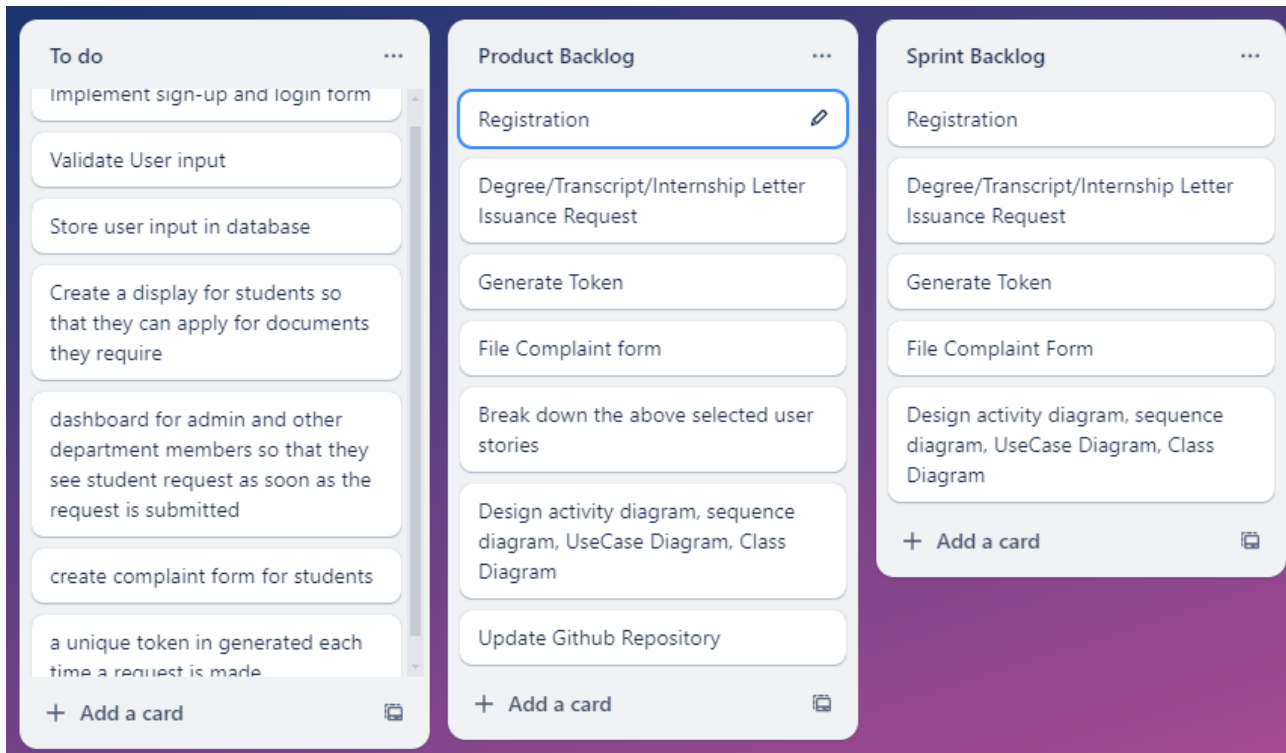 To do
Implement sign-up and login form
Validate User input
Store user input in database
Create a display for students so
that they can apply for documents
they require
dashboard for admin and other
department members so that they
see student request as soon as the
request is submitted
create complaint form for students
a unique token in generated each
time a request is made
+ Add a card
Product Backlog
Registration
Degree/Transcript/Internship Letter
Issuance Request
Generate Token
File Complaint form
Break down the above selected user
stories
Design activity diagram, sequence
diagram, UseCase Diagram, Class
Diagram
Update Github Repository
+ Add a card
Sprint Backlog
Registration
Degree/Transcript/Internship Letter
Issuance Request
Generate Token
File Complaint Form
Design activity diagram, sequence
diagram, UseCase Diagram, Class
Diagram
+ Add a card